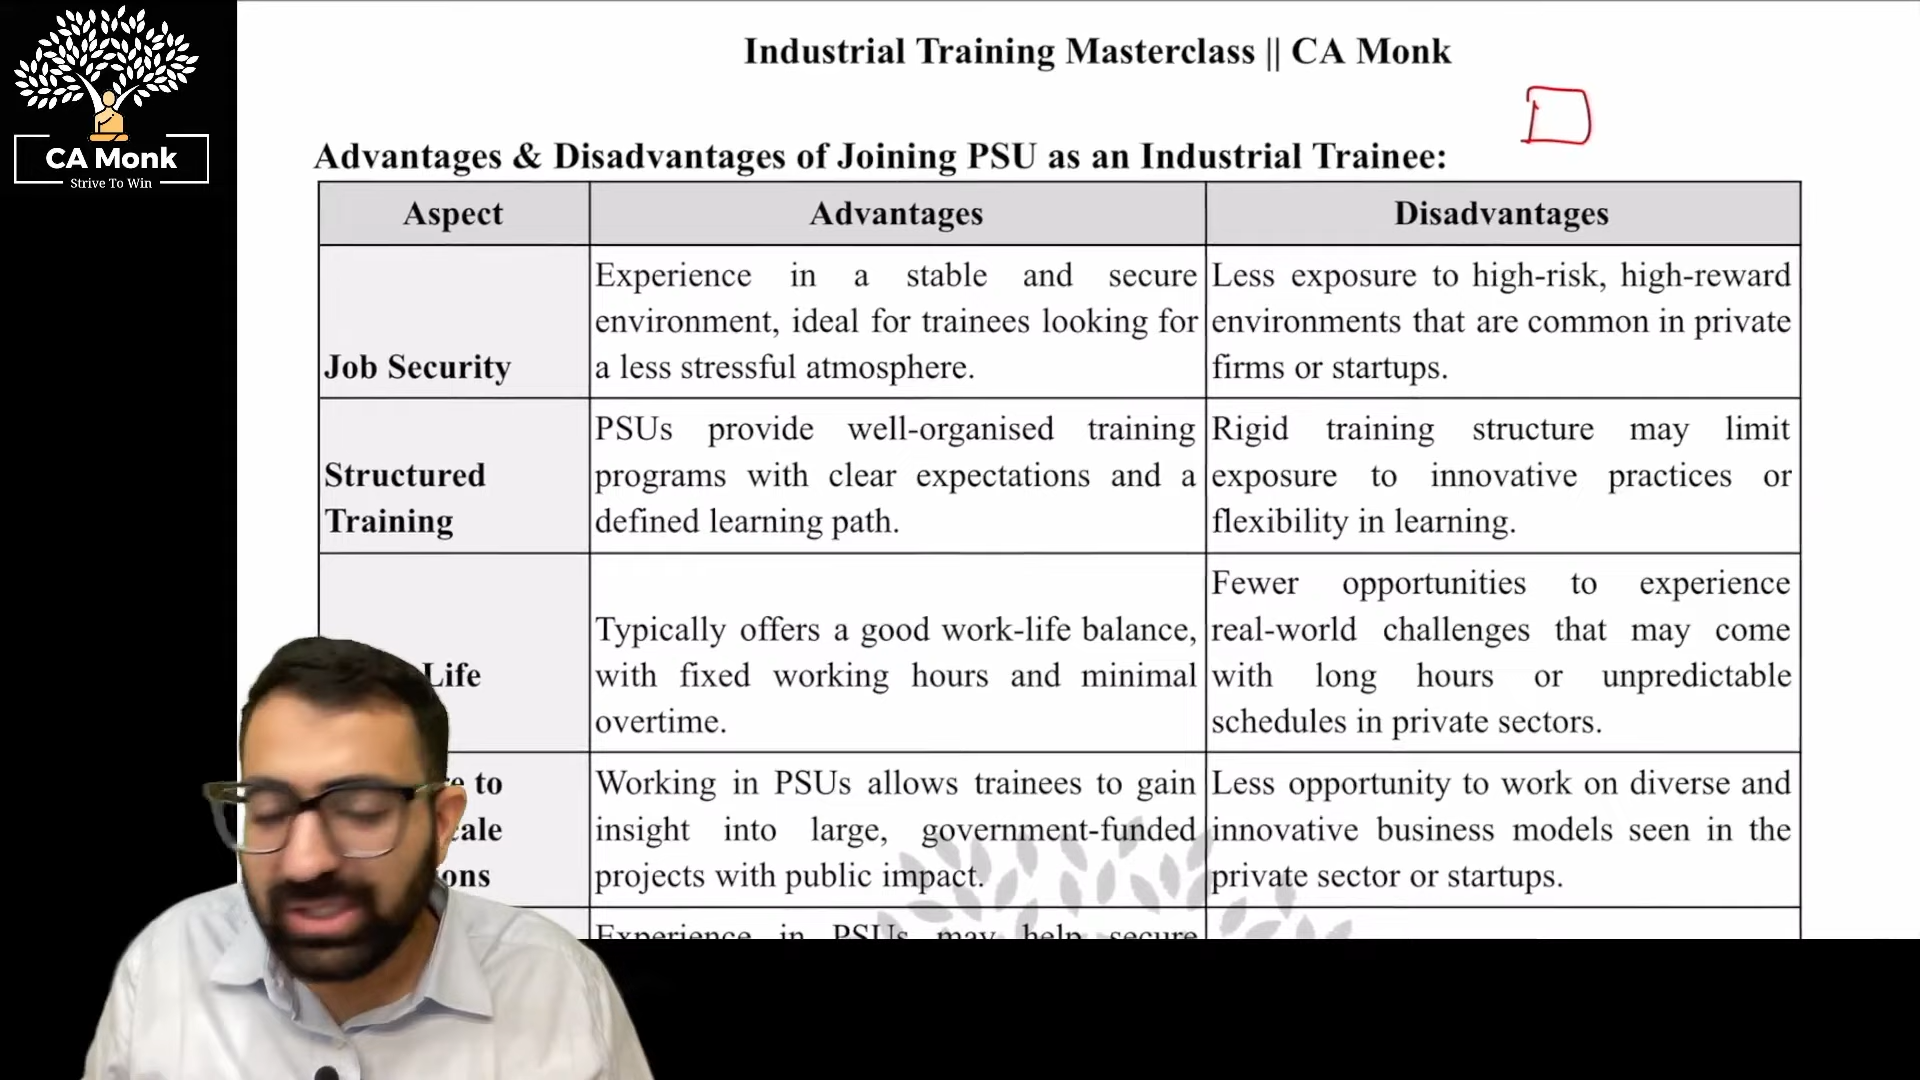 CA Monk
Strive To Win
Industrial Training Masterclass || CA Monk
Advantages & Disadvantages of Joining PSU as an Industrial Trainee:
Aspect
Advantages
Disadvantages
Job Security
Experience in a stable and secure
environment, ideal for trainees looking for
a less stressful atmosphere.
Less exposure to high-risk, high-reward
environments that are common in private
firms or startups.
Structured
Training
PSUs provide well-organised training
programs with clear expectations and a
defined learning path.
Rigid training structure may limit
exposure to innovative practices or
flexibility in learning.
Life
Typically offers a good work-life balance,
with fixed working hours and minimal
overtime.
Fewer opportunities to experience
real-world challenges that may come
with long hours or unpredictable
schedules in private sectors.
to
Working in PSUs allows trainees to gain
insight into large, government-funded
projects with public impact.
Less opportunity to work on diverse and
innovative business models seen in the
private sector or startups.
Experience in PSUs may help secure